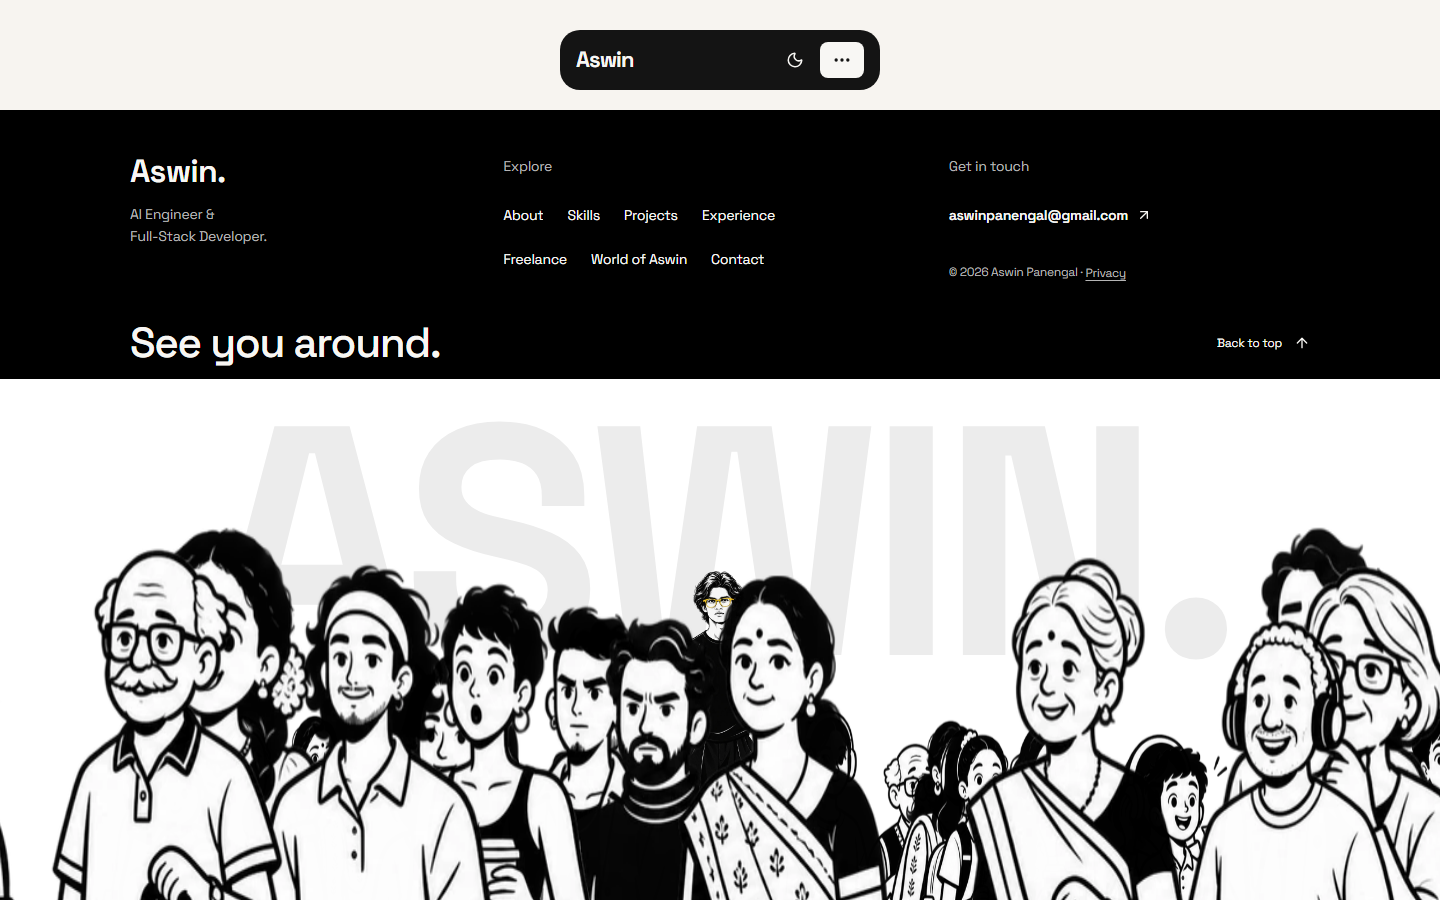 Aswin
Aswin.
AI Engineer &
Full-Stack Developer.
Explore
About Skills Projects Experience
Freelance World of Aswin Contact
Get in touch
aswinpanengal@gmail.com
© 2026 Aswin Panengal · Privacy
See you around.
Back to top
ASWIN.